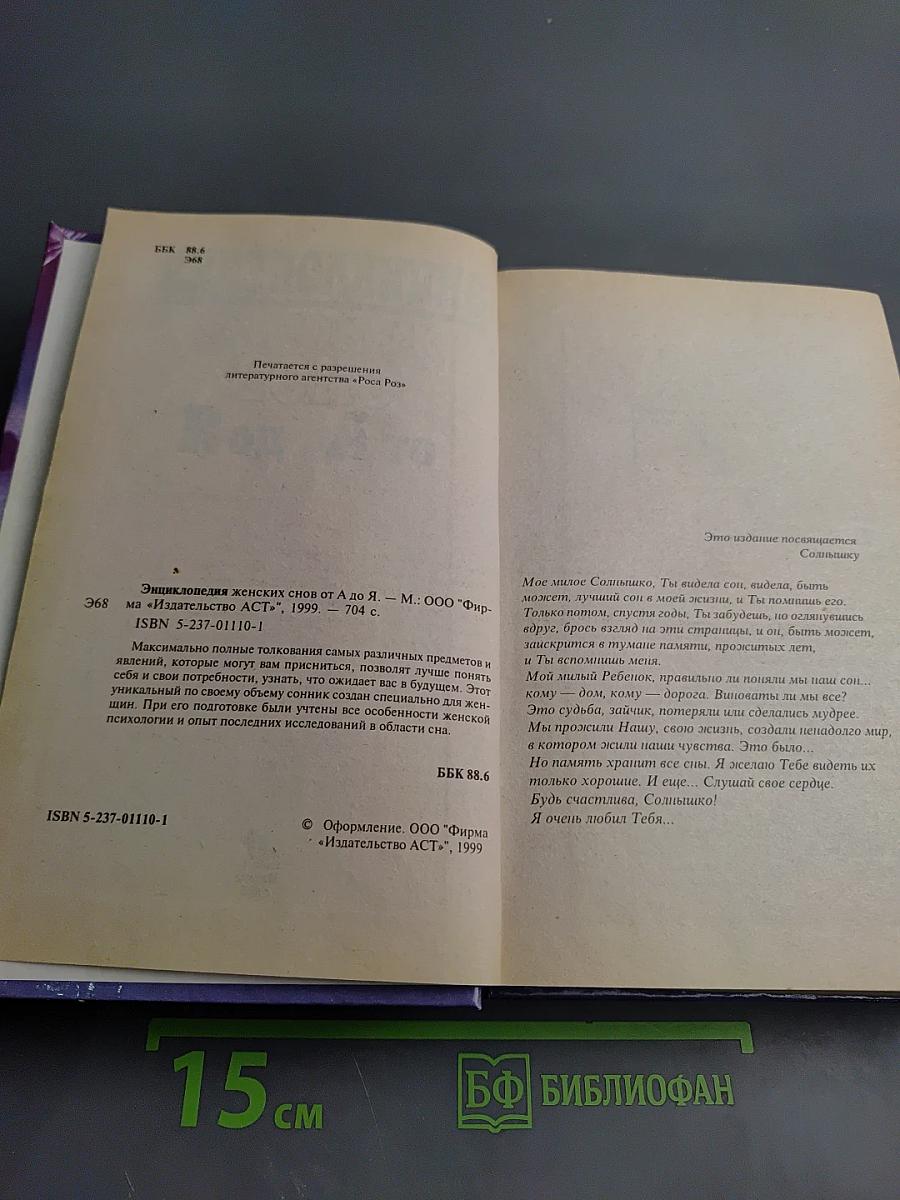 ББК 88.6
Э68
Печатается с разрешения
литературного агентства «Роса Роз»
Энциклопедия женских снов от А до Я. — М.: ООО "Фир-
Э68 ма «Издательство АСТ»", 1999. — 704 с.
ISBN 5-237-01110-1
Максимально полные толкования самых различных предметов и
явлений, которые могут вам присниться, позволят лучше понять
себя и свои потребности, узнать, что ожидает вас в будущем. Этот
уникальный по своему объему сонник создан специально для жен-
щин. При его подготовке были учтены все особенности женской
психологии и опыт последних исследований в области сна.
ББК 88.6
ISBN 5-237-01110-1
© Оформление. ООО "Фирма
«Издательство АСТ»", 1999
Это издание посвящается
Солнышку
Мое милое Солнышко, Ты видела сон, видела, быть
может, лучший сон в моей жизни, и Ты помнишь его.
Только потом, спустя годы, Ты забудешь, но оглянувшись
вдруг, брось взгляд на эти страницы, и он, быть может,
заискрится в тумане памяти, прожитых лет,
и Ты вспомнишь меня.
Мой милый Ребенок, правильно ли поняли мы наш сон...
кому — дом, кому — дорога. Виноваты ли мы все?
Это судьба, зайчик, потеряли или сделались мудрее.
Мы прожили Нашу, свою жизнь, создали ненадолго мир,
в котором жили наши чувства. Это было...
Но память хранит все сны. Я желаю Тебе видеть их
только хорошие. И еще... Слушай свое сердце.
Будь счастлива, Солнышко!
Я очень любил Тебя...
15 см
БФ БИБЛИОФАН